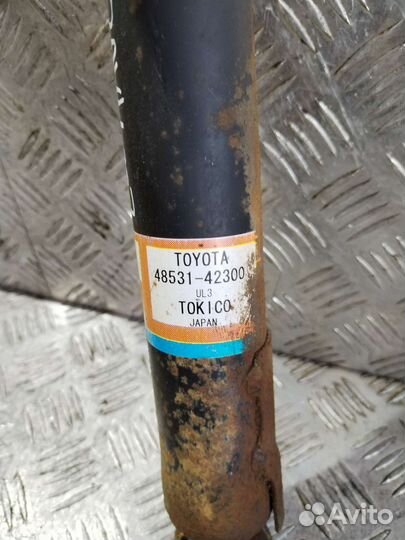 TOYOTA
48531-42300
UL3
TOKICO
JAPAN
Avito